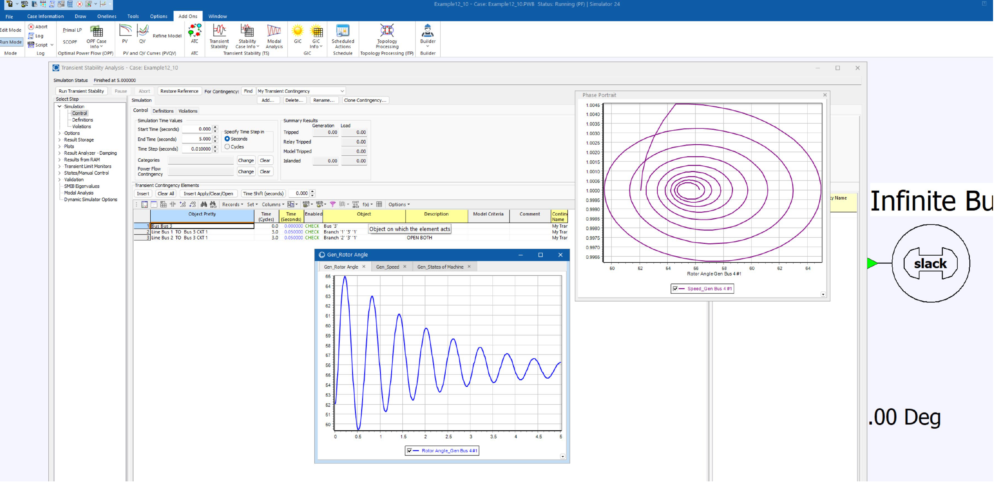 Example12_10 - Case: Example12_10.PWB Status: Running (PF) | Simulator 24
File Case Information Draw Onelines Tools Options Add Ons Window
Edit Mode
Run Mode
Mode
Abort
Log
Script
Log
Primal LP
SCOPF
OPF Case Info
Optimal Power Flow (OPF)
PV
QV
Refine Model
PV and QV Curves (PVQV)
ATC
ATC
Transient Stability
Stability Case Info
Modal Analysis
Transient Stability (TS)
GIC
GIC Info
GIC
Scheduled Actions
Schedule
Topology Processing
Topology Processing (ITP)
Builder
Builder
Transient Stability Analysis - Case: Example12_10
Simulation Status Finished at 5.000000
Run Transient Stability Pause Abort Restore Reference For Contingency: Find My Transient Contingency
Add... Delete... Rename... Clone Contingency...
Select Step
Simulation
Control
Definitions
Violations
Options
Result Storage
Plots
Result Analyzer - Damping
Results from RAM
Transient Limit Monitors
States/Manual Control
Validation
SMIB Eigenvalues
Modal Analysis
Dynamic Simulator Options
Simulation
Control Definitions Violations
Simulation Time Values
Start Time (seconds) 0.000
End Time (seconds) 5.000
Time Step (seconds) 0.010000
Specify Time Step in
Seconds
Cycles
Categories Change Clear
Power Flow Contingency Change Clear
Summary Results
Generation Load
Tripped 0.00 0.00
Relay Tripped 0.00
Model Tripped 0.00
Islanded 0.00 0.00
Transient Contingency Elements
Insert Clear All Insert Apply/Clear/Open Time Shift (seconds) 0.000
Records Set Columns f(x) Options
Object Pretty Time (Cycles) Time (Seconds) Enabled Object Description Model Criteria Comment Contin Name
1 Bus Bus 3 0.0 0.000000 CHECK Bus '3' My Trar
2 Line Bus 1 TO Bus 3 CKT 1 3.0 0.050000 CHECK Branch '1' '3' '1' My Trar
3 Line Bus 2 TO Bus 3 CKT 1 3.0 0.050000 CHECK Branch '2' '3' '1' OPEN BOTH My Trar
Object on which the element acts
Gen_Rotor Angle
Gen_Rotor Angle Gen_Speed Gen_States of Machine
65
64
63
62
61
60
59
58
57
56
55
54
53
52
51
50
0 0.5 1 1.5 2 2.5 3 3.5 4 4.5 5
Rotor Angle_Gen Bus 4 #1
Phase Portrait
1.0045
1.0040
1.0035
1.0030
1.0025
1.0020
1.0015
1.0010
1.0005
1.0000
0.9995
0.9990
0.9985
0.9980
0.9975
0.9970
0.9965
50 52 54 56 58 60 62 64
Rotor Angle Gen Bus 4 #1
Speed_Gen Bus 4 #1
cy Name
Infinite Bu
slack
.00 Deg